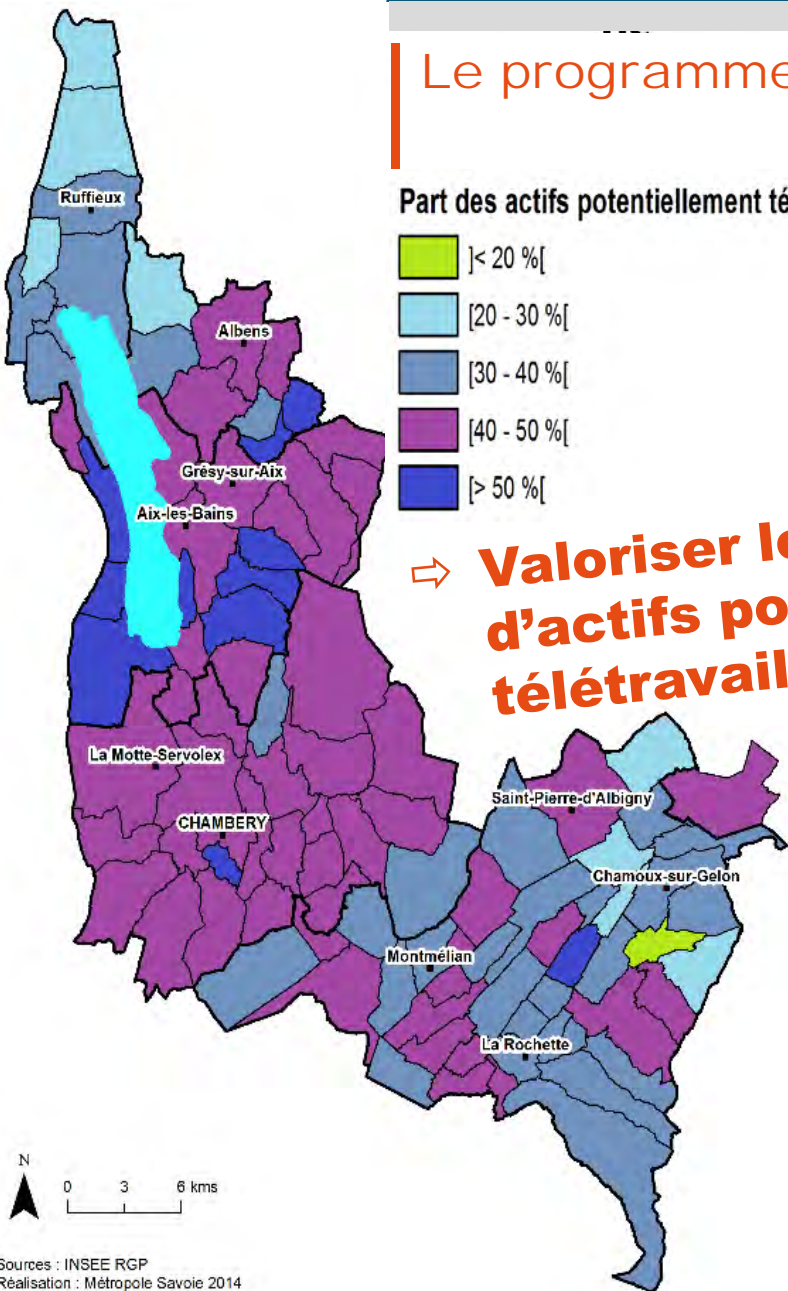 Le programme
Part des actifs potentiellement té
]< 20 %[
[20 - 30 %[
[30 - 40 %[
[40 - 50 %[
[> 50 %[
⇨ Valoriser le
d'actifs po
télétravail
Ruffieux
Albens
Grésy-sur-Aix
Aix-les-Bains
La Motte-Servolex
CHAMBERY
Saint-Pierre-d'Albigny
Chamoux-sur-Gelon
Montmélian
La Rochette
N
0 3 6 kms
Sources : INSEE RGP
Réalisation : Métropole Savoie 2014